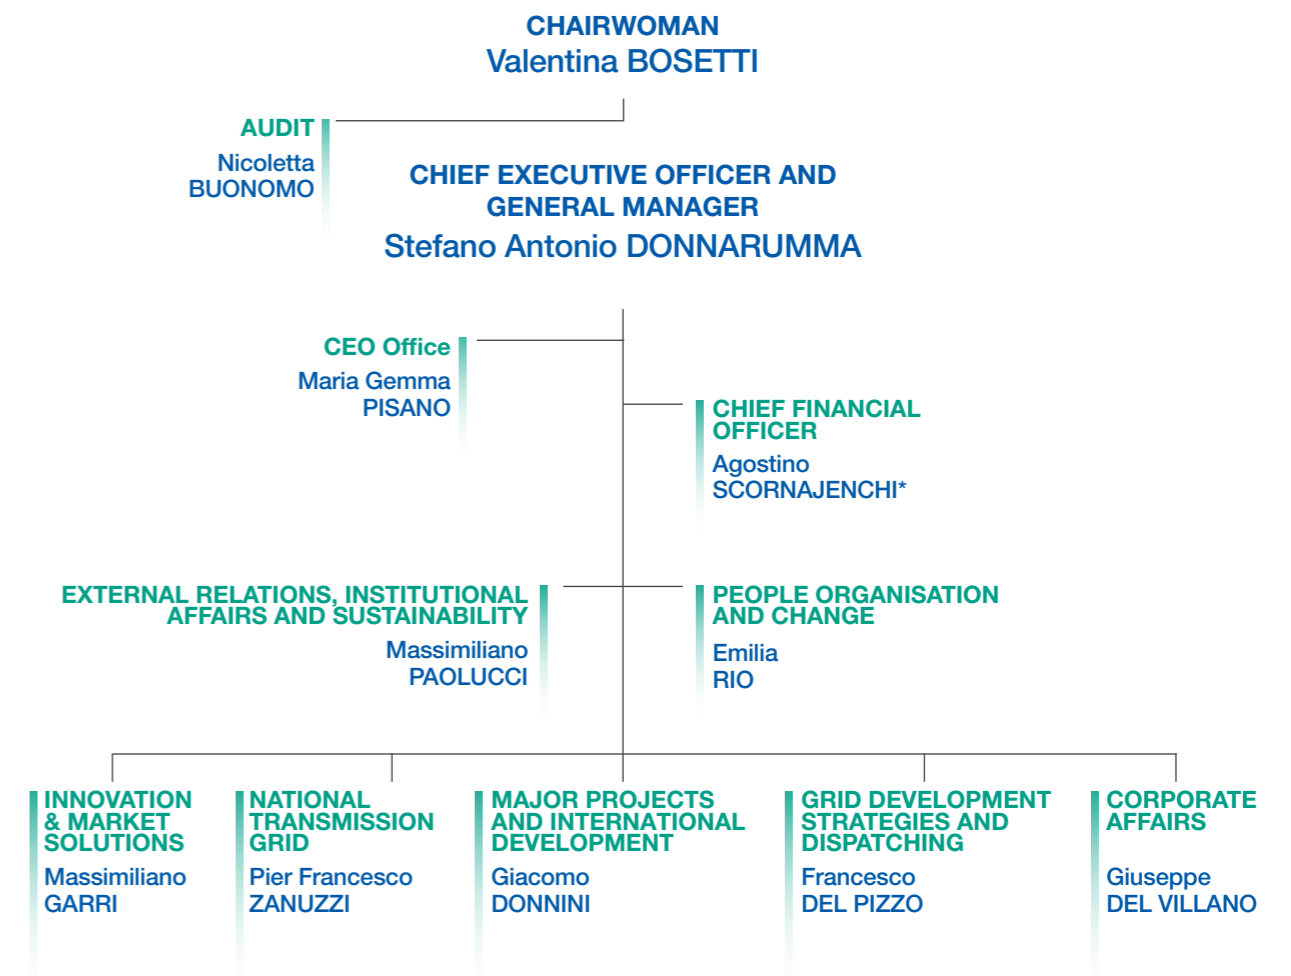 CHAIRWOMAN
Valentina BOSETTI
AUDIT
Nicoletta
BUONOMO
CHIEF EXECUTIVE OFFICER AND
GENERAL MANAGER
Stefano Antonio DONNARUMMA
CEO Office
Maria Gemma
PISANO
CHIEF FINANCIAL
OFFICER
Agostino
SCORNAJENCHI*
EXTERNAL RELATIONS, INSTITUTIONAL
AFFAIRS AND SUSTAINABILITY
Massimiliano
PAOLUCCI
PEOPLE ORGANISATION
AND CHANGE
Emilia
RIO
INNOVATION
& MARKET
SOLUTIONS
Massimiliano
GARRI
NATIONAL
TRANSMISSION
GRID
Pier Francesco
ZANUZZI
MAJOR PROJECTS
AND INTERNATIONAL
DEVELOPMENT
Giacomo
DONNINI
GRID DEVELOPMENT
STRATEGIES AND
DISPATCHING
Francesco
DEL PIZZO
CORPORATE
AFFAIRS
Giuseppe
DEL VILLANO